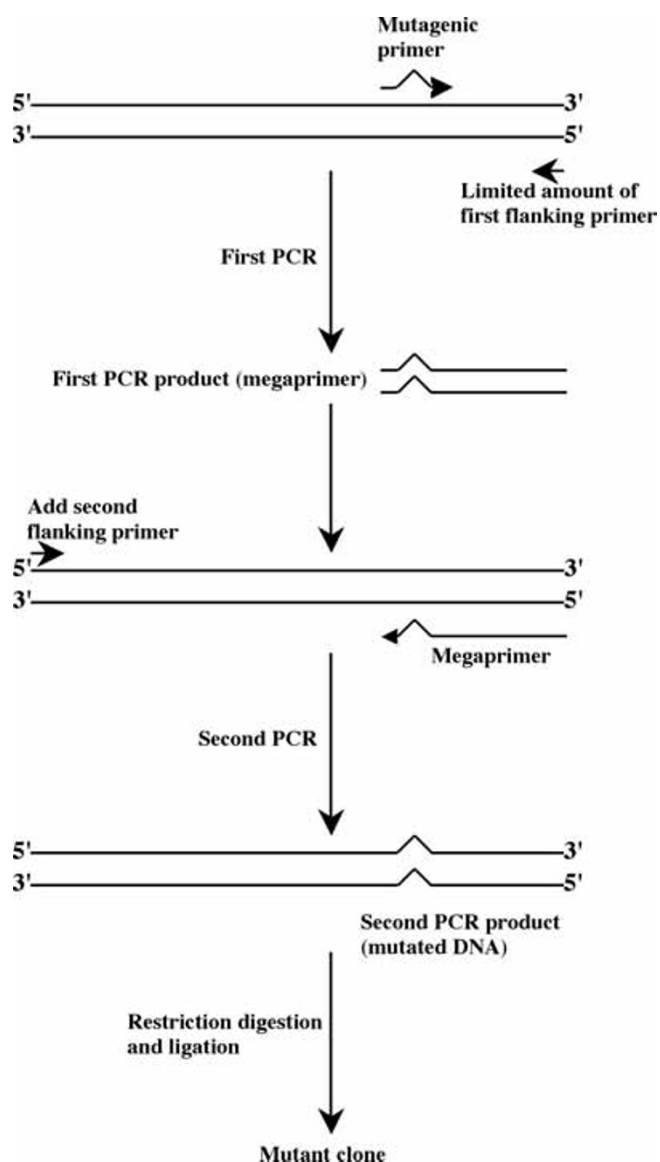 Mutagenic
primer
5' 3'
3' 5'
Limited amount of
first flanking primer
First PCR
First PCR product (megaprimer)
Add second
flanking primer
5' 3'
3' 5'
Megaprimer
Second PCR
5' 3'
3' 5'
Second PCR product
(mutated DNA)
Restriction digestion
and ligation
Mutant clone